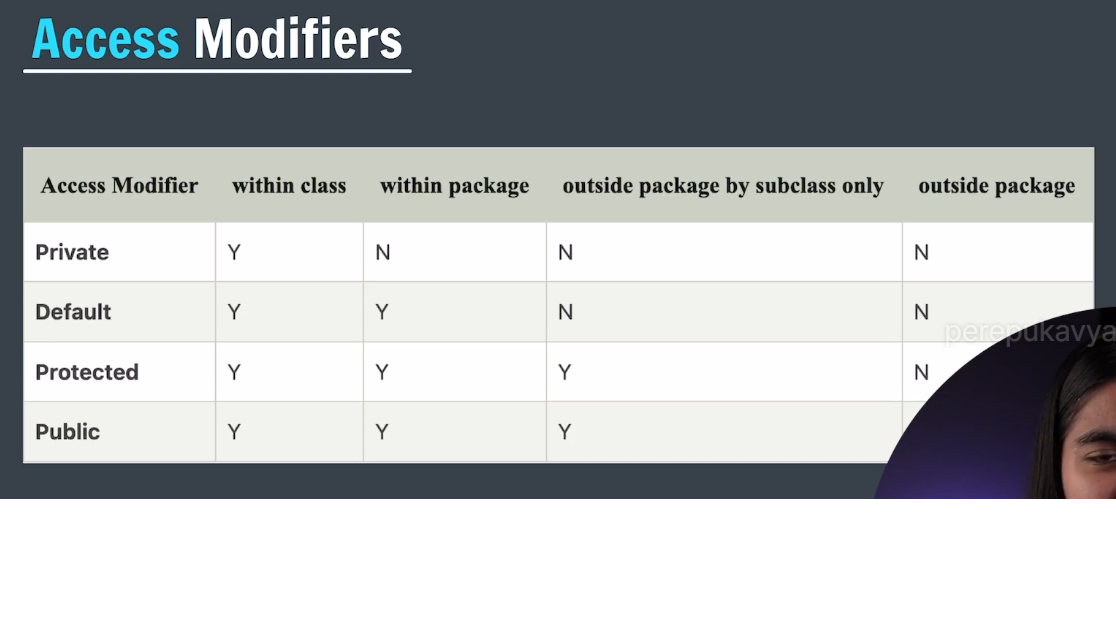 Access Modifiers
Access Modifier within class within package outside package by subclass only outside package
Private Y N N N
Default Y Y N N
perepukavya
Protected Y Y Y N
Public Y Y Y